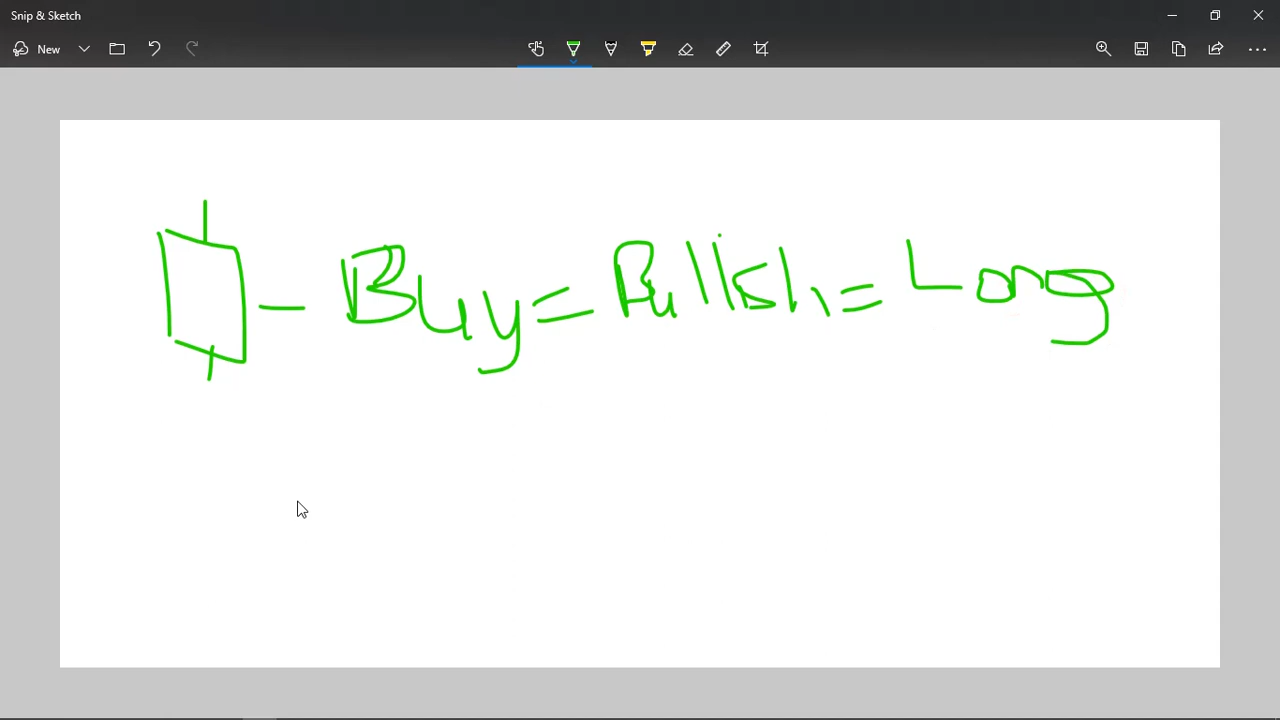 Snip & Sketch
New
- Buy = Bullish = Long